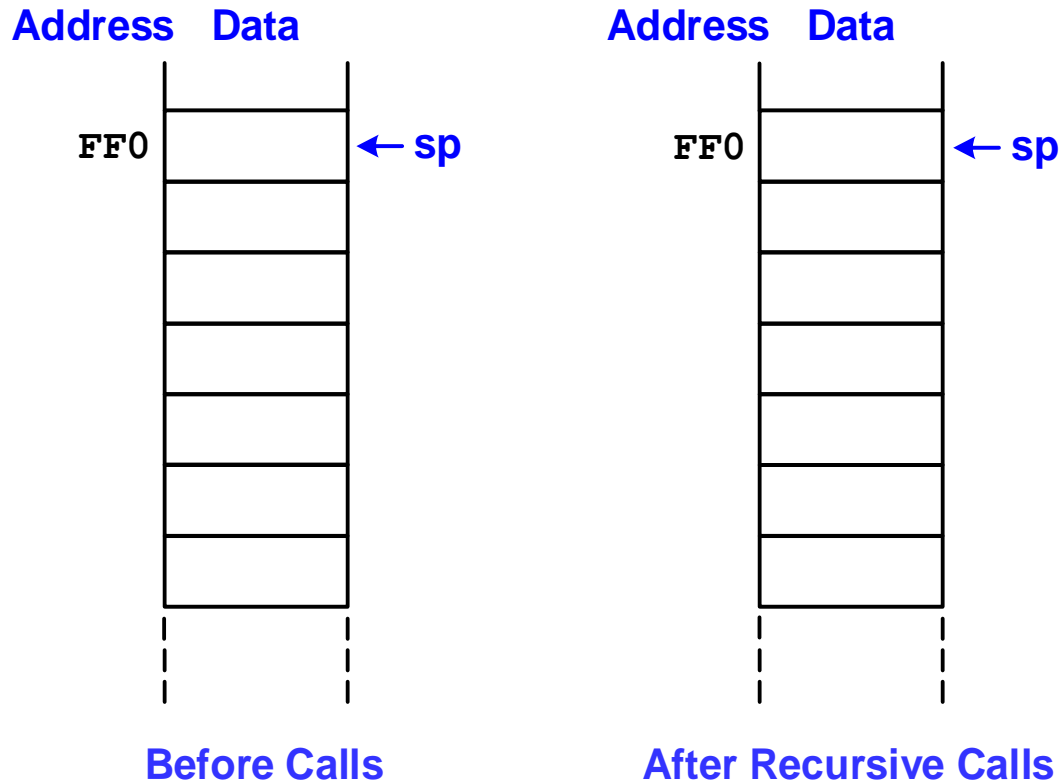 Address Data
FF0
sp
Before Calls
Address Data
FF0
sp
After Recursive Calls